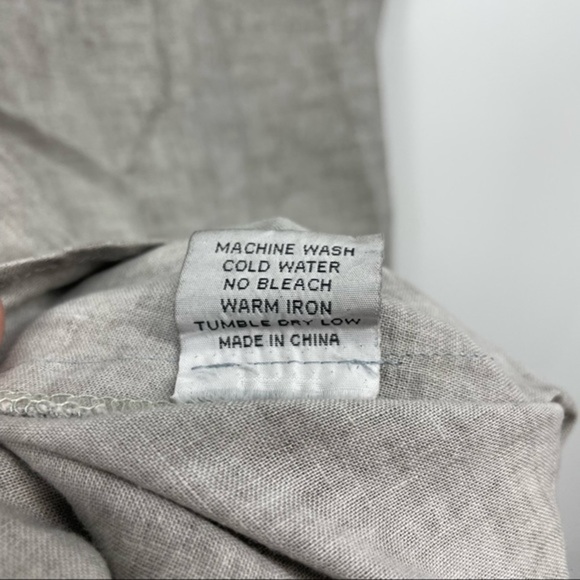 MACHINE WASH
COLD WATER
NO BLEACH
WARM IRON
TUMBLE DRY LOW
MADE IN CHINA